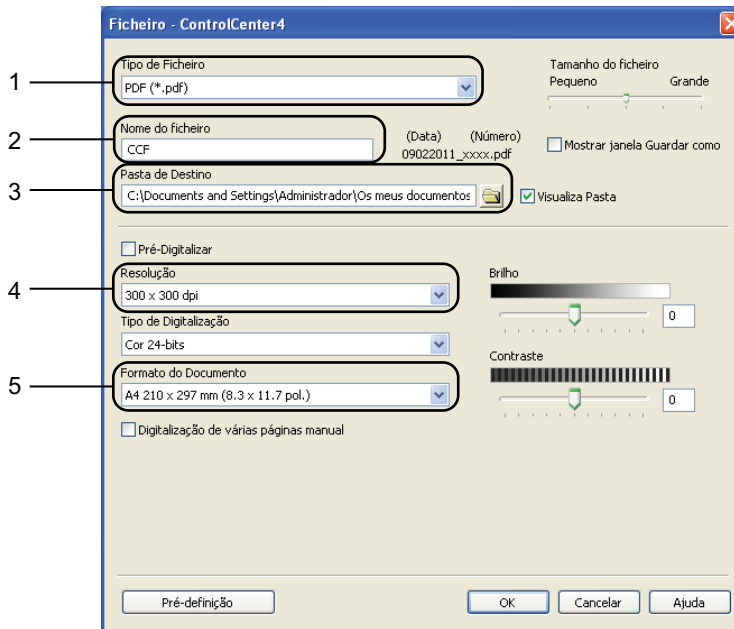 Ficheiro - ControlCenter4
1
Tipo de Ficheiro
PDF (*.pdf)
Tamanho do ficheiro
Pequeno Grande
2
Nome do ficheiro
CCF
(Data) (Número)
09022011_xxxx.pdf
Mostrar janela Guardar como
3
Pasta de Destino
C:\Documents and Settings\Administrador\Os meus documentos
Visualiza Pasta
Pré-Digitalizar
4
Resolução
300 x 300 dpi
Brilho
0
Tipo de Digitalização
Cor 24-bits
Contraste
0
5
Formato do Documento
A4 210 x 297 mm (8.3 x 11.7 pol.)
Digitalização de várias páginas manual
Pré-definição OK Cancelar Ajuda